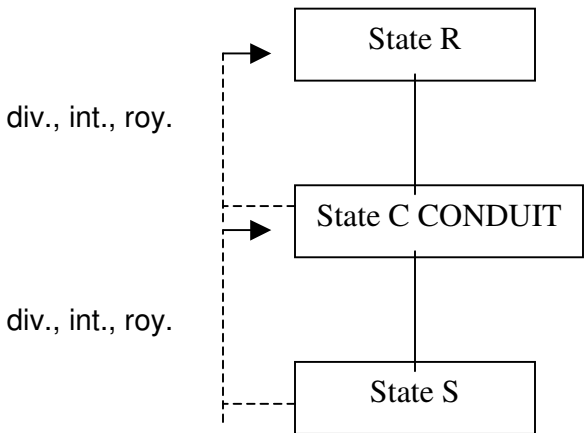 State R
div., int., roy.
State C CONDUIT
div., int., roy.
State S